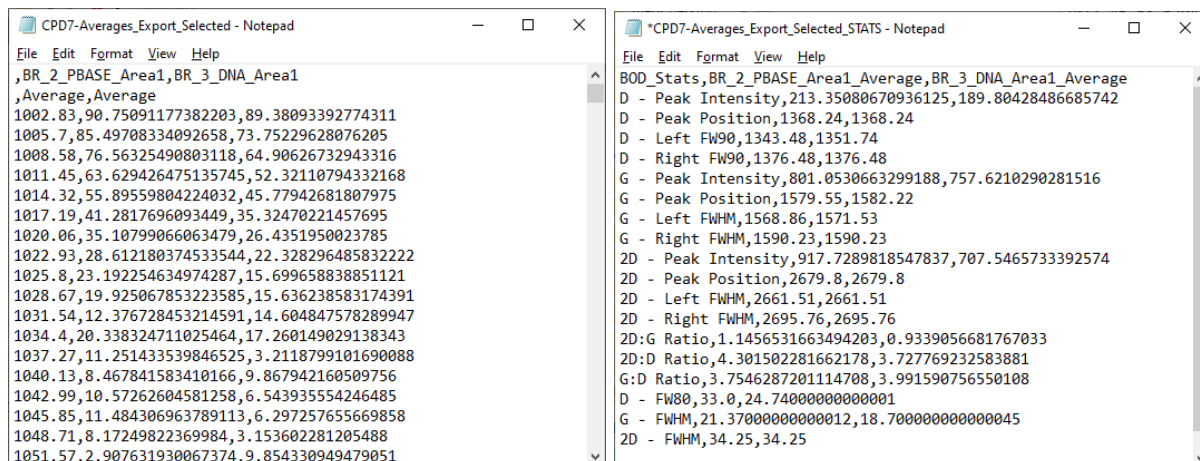 CPD7-Averages_Export_Selected - Notepad
File Edit Format View Help
,BR_2_PBASE_Area1,BR_3_DNA_Area1
,Average,Average
1002.83,90.75091177382203,89.38093392774311
1005.7,85.49708334092658,73.75229628076205
1008.58,76.56325490803118,64.90626732943316
1011.45,63.629426475135745,52.32110794332168
1014.32,55.89559804224032,45.77942681807975
1017.19,41.2817696093449,35.32470221457695
1020.06,35.10799066063479,26.4351950023785
1022.93,28.612180374533544,22.328296485832222
1025.8,23.192254634974287,15.699658838851121
1028.67,19.925067853223585,15.636238583174391
1031.54,12.376728453214591,14.604847578289947
1034.4,20.338324711025464,17.260149029138343
1037.27,11.251433539846525,3.2118799101690088
1040.13,8.467841583410166,9.867942160509756
1042.99,10.57262604581258,6.543935554246485
1045.85,11.484306963789113,6.297257655669858
1048.71,8.17249822369984,3.153602281205488
1051.57,2.907631930067374,9.854330949479051
*CPD7-Averages_Export_Selected_STATS - Notepad
File Edit Format View Help
BOD_Stats,BR_2_PBASE_Area1_Average,BR_3_DNA_Area1_Average
D - Peak Intensity,213.35080670936125,189.80428486685742
D - Peak Position,1368.24,1368.24
D - Left FW90,1343.48,1351.74
D - Right FW90,1376.48,1376.48
G - Peak Intensity,801.0530663299188,757.6210290281516
G - Peak Position,1579.55,1582.22
G - Left FWHM,1568.86,1571.53
G - Right FWHM,1590.23,1590.23
2D - Peak Intensity,917.7289818547837,707.5465733392574
2D - Peak Position,2679.8,2679.8
2D - Left FWHM,2661.51,2661.51
2D - Right FWHM,2695.76,2695.76
2D:G Ratio,1.1456531663494203,0.9339056681767033
2D:D Ratio,4.301502281662178,3.727769232583881
G:D Ratio,3.7546287201114708,3.991590756550108
D - FW80,33.0,24.74000000000001
G - FWHM,21.37000000000012,18.700000000000045
2D - FWHM,34.25,34.25